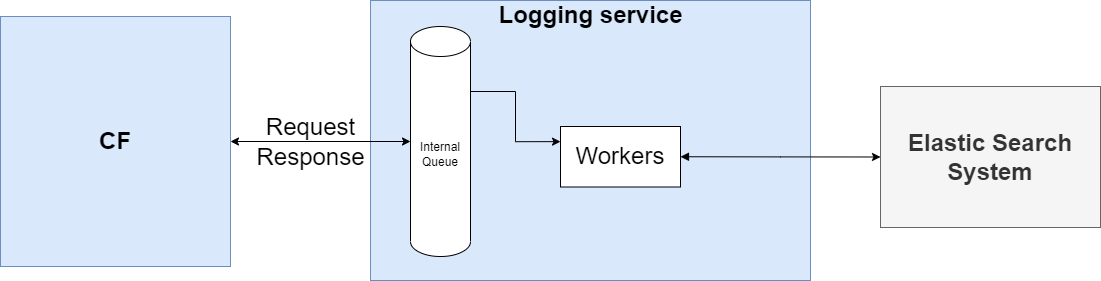 Logging service
CF
Request
Response
Internal
Queue
Workers
Elastic Search
System